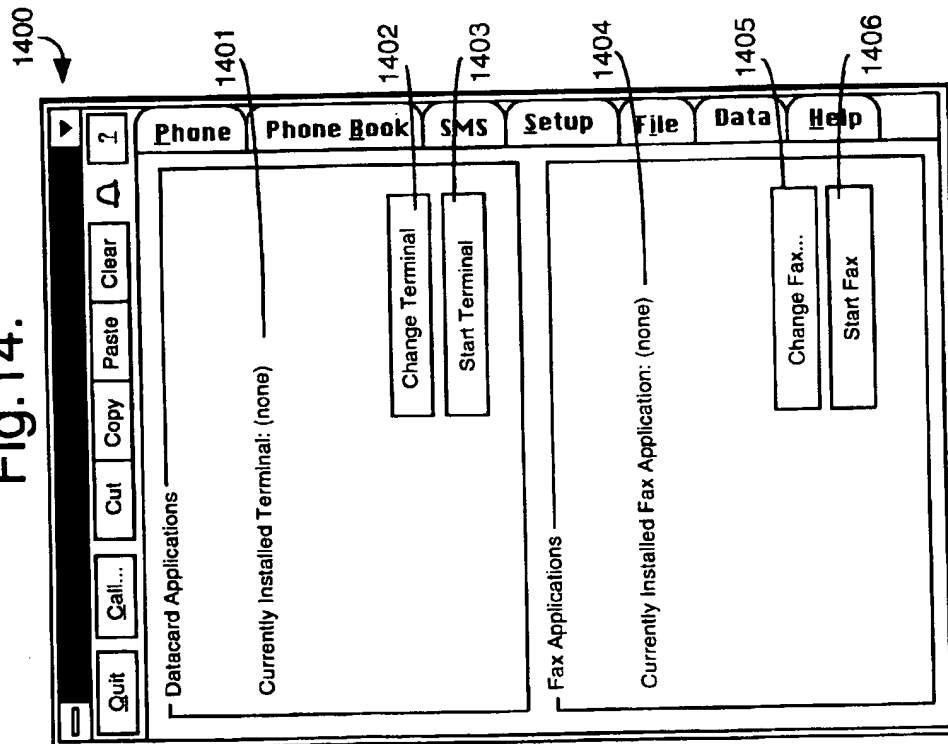 Fig.14.
1400
Quit Call... Cut Copy Paste Clear ?
Phone
Phone Book
SMS
Setup
File
Data
Help
Datacard Applications
Currently Installed Terminal: (none)
1401
Change Terminal
1402
Start Terminal
1403
Fax Applications
Currently Installed Fax Application: (none)
1404
Change Fax...
1405
Start Fax
1406